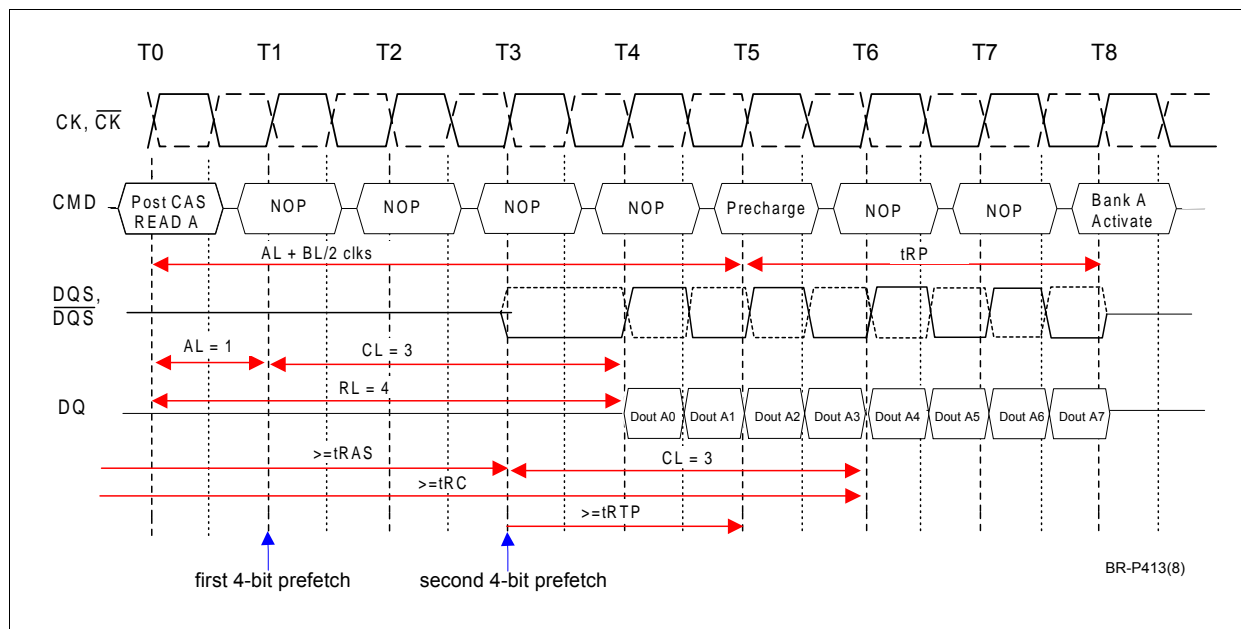 T0 T1 T2 T3 T4 T5 T6 T7 T8
CK, CK
CMD
Post CAS
READ A
NOP
NOP
NOP
NOP
Precharge
NOP
NOP
Bank A
Activate
AL + BL/2 clks
tRP
DQS,
DQS
AL = 1
CL = 3
RL = 4
DQ
Dout A0
Dout A1
Dout A2
Dout A3
Dout A4
Dout A5
Dout A6
Dout A7
>=tRAS
CL = 3
>=tRC
>=tRTP
first 4-bit prefetch
second 4-bit prefetch
BR-P413(8)